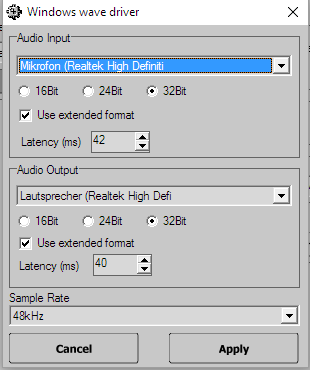 Windows wave driver
Audio Input
Mikrofon (Realtek High Definiti
16Bit 24Bit 32Bit
Use extended format
Latency (ms) 42
Audio Output
Lautsprecher (Realtek High Defi
16Bit 24Bit 32Bit
Use extended format
Latency (ms) 40
Sample Rate
48kHz
Cancel Apply